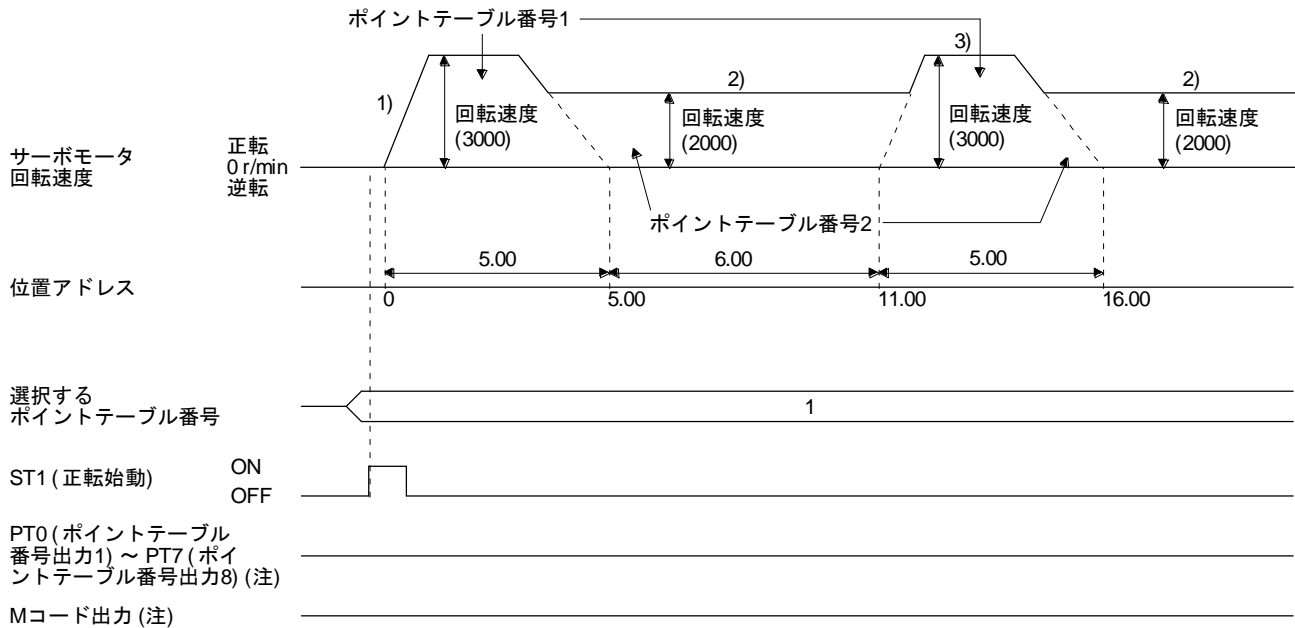 ポイントテーブル番号1
1)
回転速度
(3000)
2)
回転速度
(2000)
3)
回転速度
(3000)
2)
回転速度
(2000)
サーボモータ
回転速度
正転
0 r/min
逆転
ポイントテーブル番号2
5.00
6.00
5.00
位置アドレス
0
5.00
11.00
16.00
選択する
ポイントテーブル番号
1
ST1 (正転始動)
ON
OFF
PT0 (ポイントテーブル
番号出力1) ～ PT7 (ポイ
ントテーブル番号出力8) (注)
Mコード出力 (注)